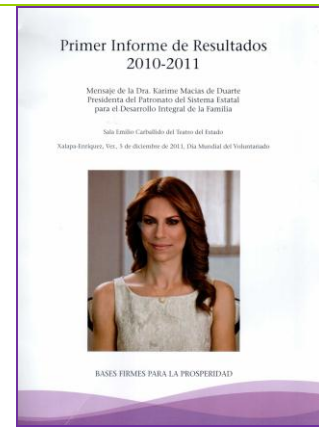 Primer Informe de Resultados
2010-2011
Mensaje de la Dra. Karime Macías de Duarte
Presidenta del Patronato del Sistema Estatal
para el Desarrollo Integral de la Familia
Sala Emilio Carballido del Teatro del Estado
Xalapa-Enríquez, Ver, 5 de diciembre de 2011, Día Mundial del Voluntariado
BASES FIRMES PARA LA PROSPERIDAD